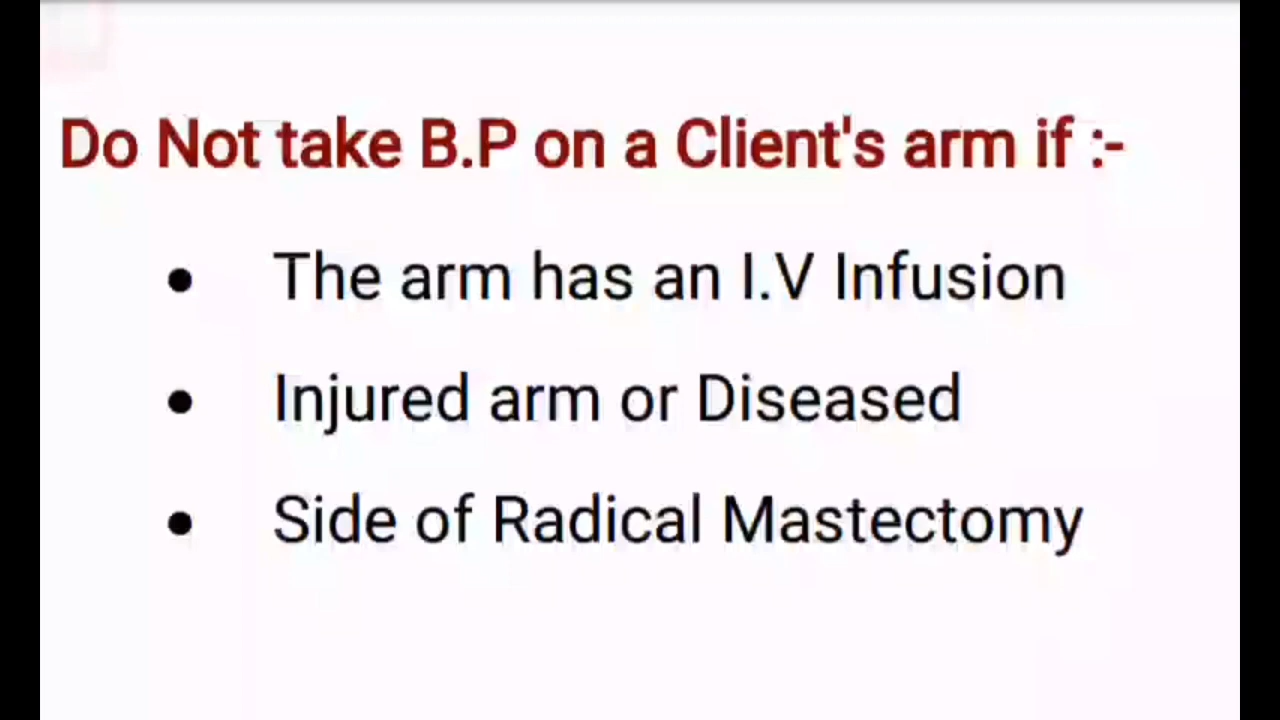 Do Not take B.P on a Client's arm if :-
• The arm has an I.V Infusion
• Injured arm or Diseased
• Side of Radical Mastectomy